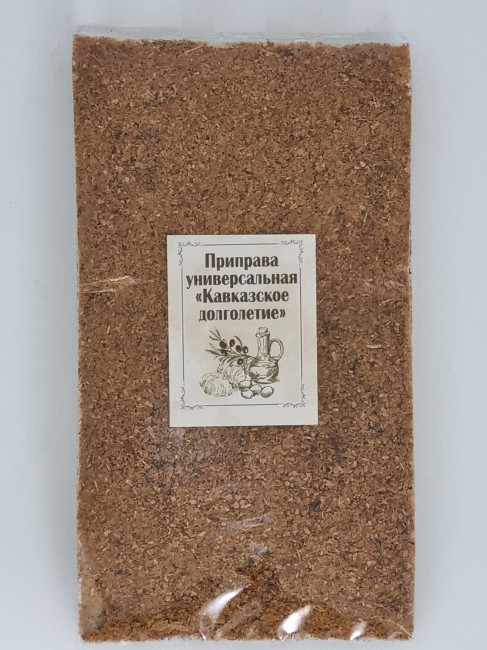 Приправа
универсальная
«Кавказское
долголетие»